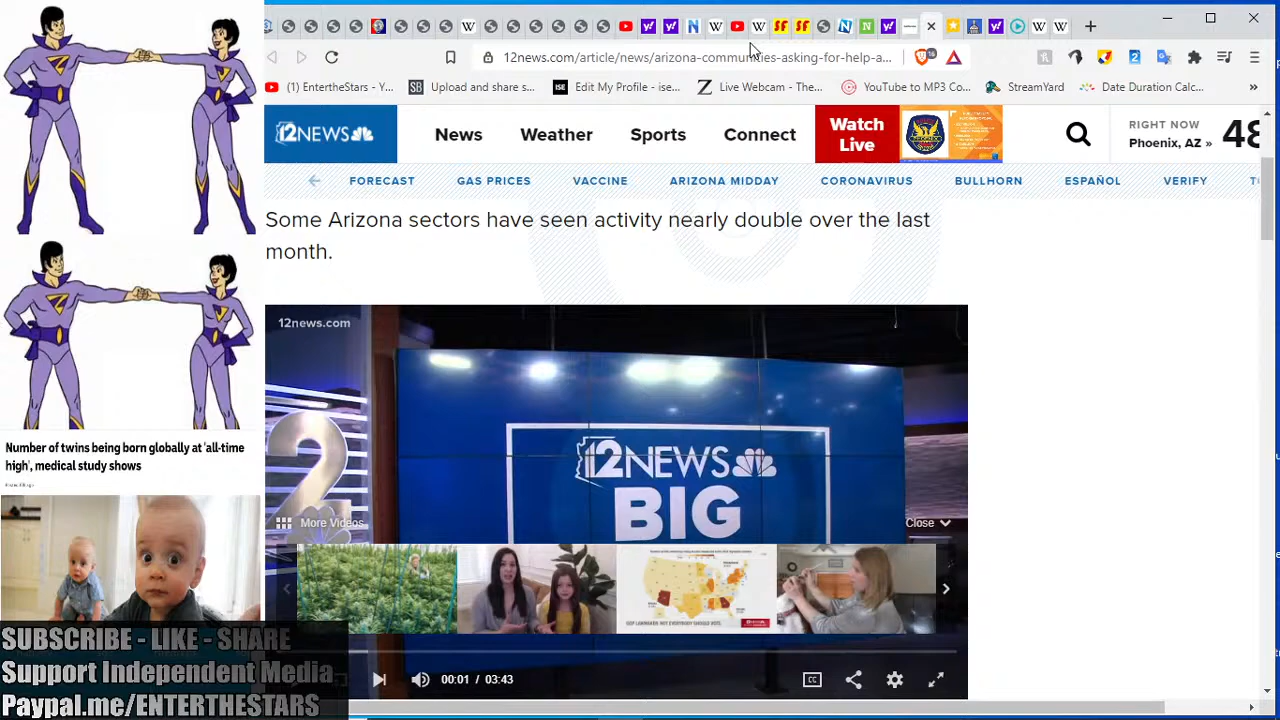 12news.com/article/news/arizona-communities-asking-for-help-a...
(1) EntertheStars - Y...
Upload and share s...
Edit My Profile - ise...
Live Webcam - The...
YouTube to MP3 Co...
StreamYard
Date Duration Calc...
12NEWS
News
Weather
Sports
Connect
Watch
Live
RIGHT NOW
Phoenix, AZ »
48
FORECAST
GAS PRICES
VACCINE
ARIZONA MIDDAY
CORONAVIRUS
BULLHORN
ESPAÑOL
VERIFY
Some Arizona sectors have seen activity nearly double over the last
month.
12news.com
12NEWS
BIG
More Videos
Close
00:01 / 03:43
CC
Number of twins being born globally at 'all-time
high', medical study shows
SUBSCRIBE - LIKE - SHARE
Support Independent Media
Paypal.me/ENTERTHESTARS